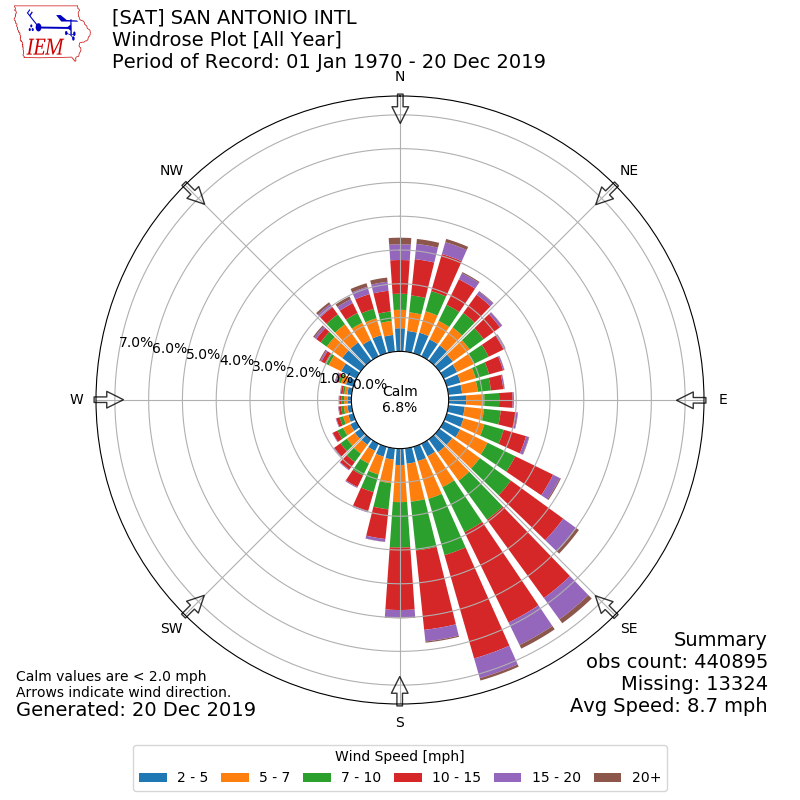 IEM
[SAT] SAN ANTONIO INTL
Windrose Plot [All Year]
Period of Record: 01 Jan 1970 - 20 Dec 2019
N
NW
NE
7.0%
6.0%
5.0%
4.0%
3.0%
2.0%
1.0%
0.0%
Calm
6.8%
W
E
SW
SE
S
Summary
obs count: 440895
Missing: 13324
Avg Speed: 8.7 mph
Calm values are < 2.0 mph
Arrows indicate wind direction.
Generated: 20 Dec 2019
Wind Speed [mph]
2 - 5 5 - 7 7 - 10 10 - 15 15 - 20 20+